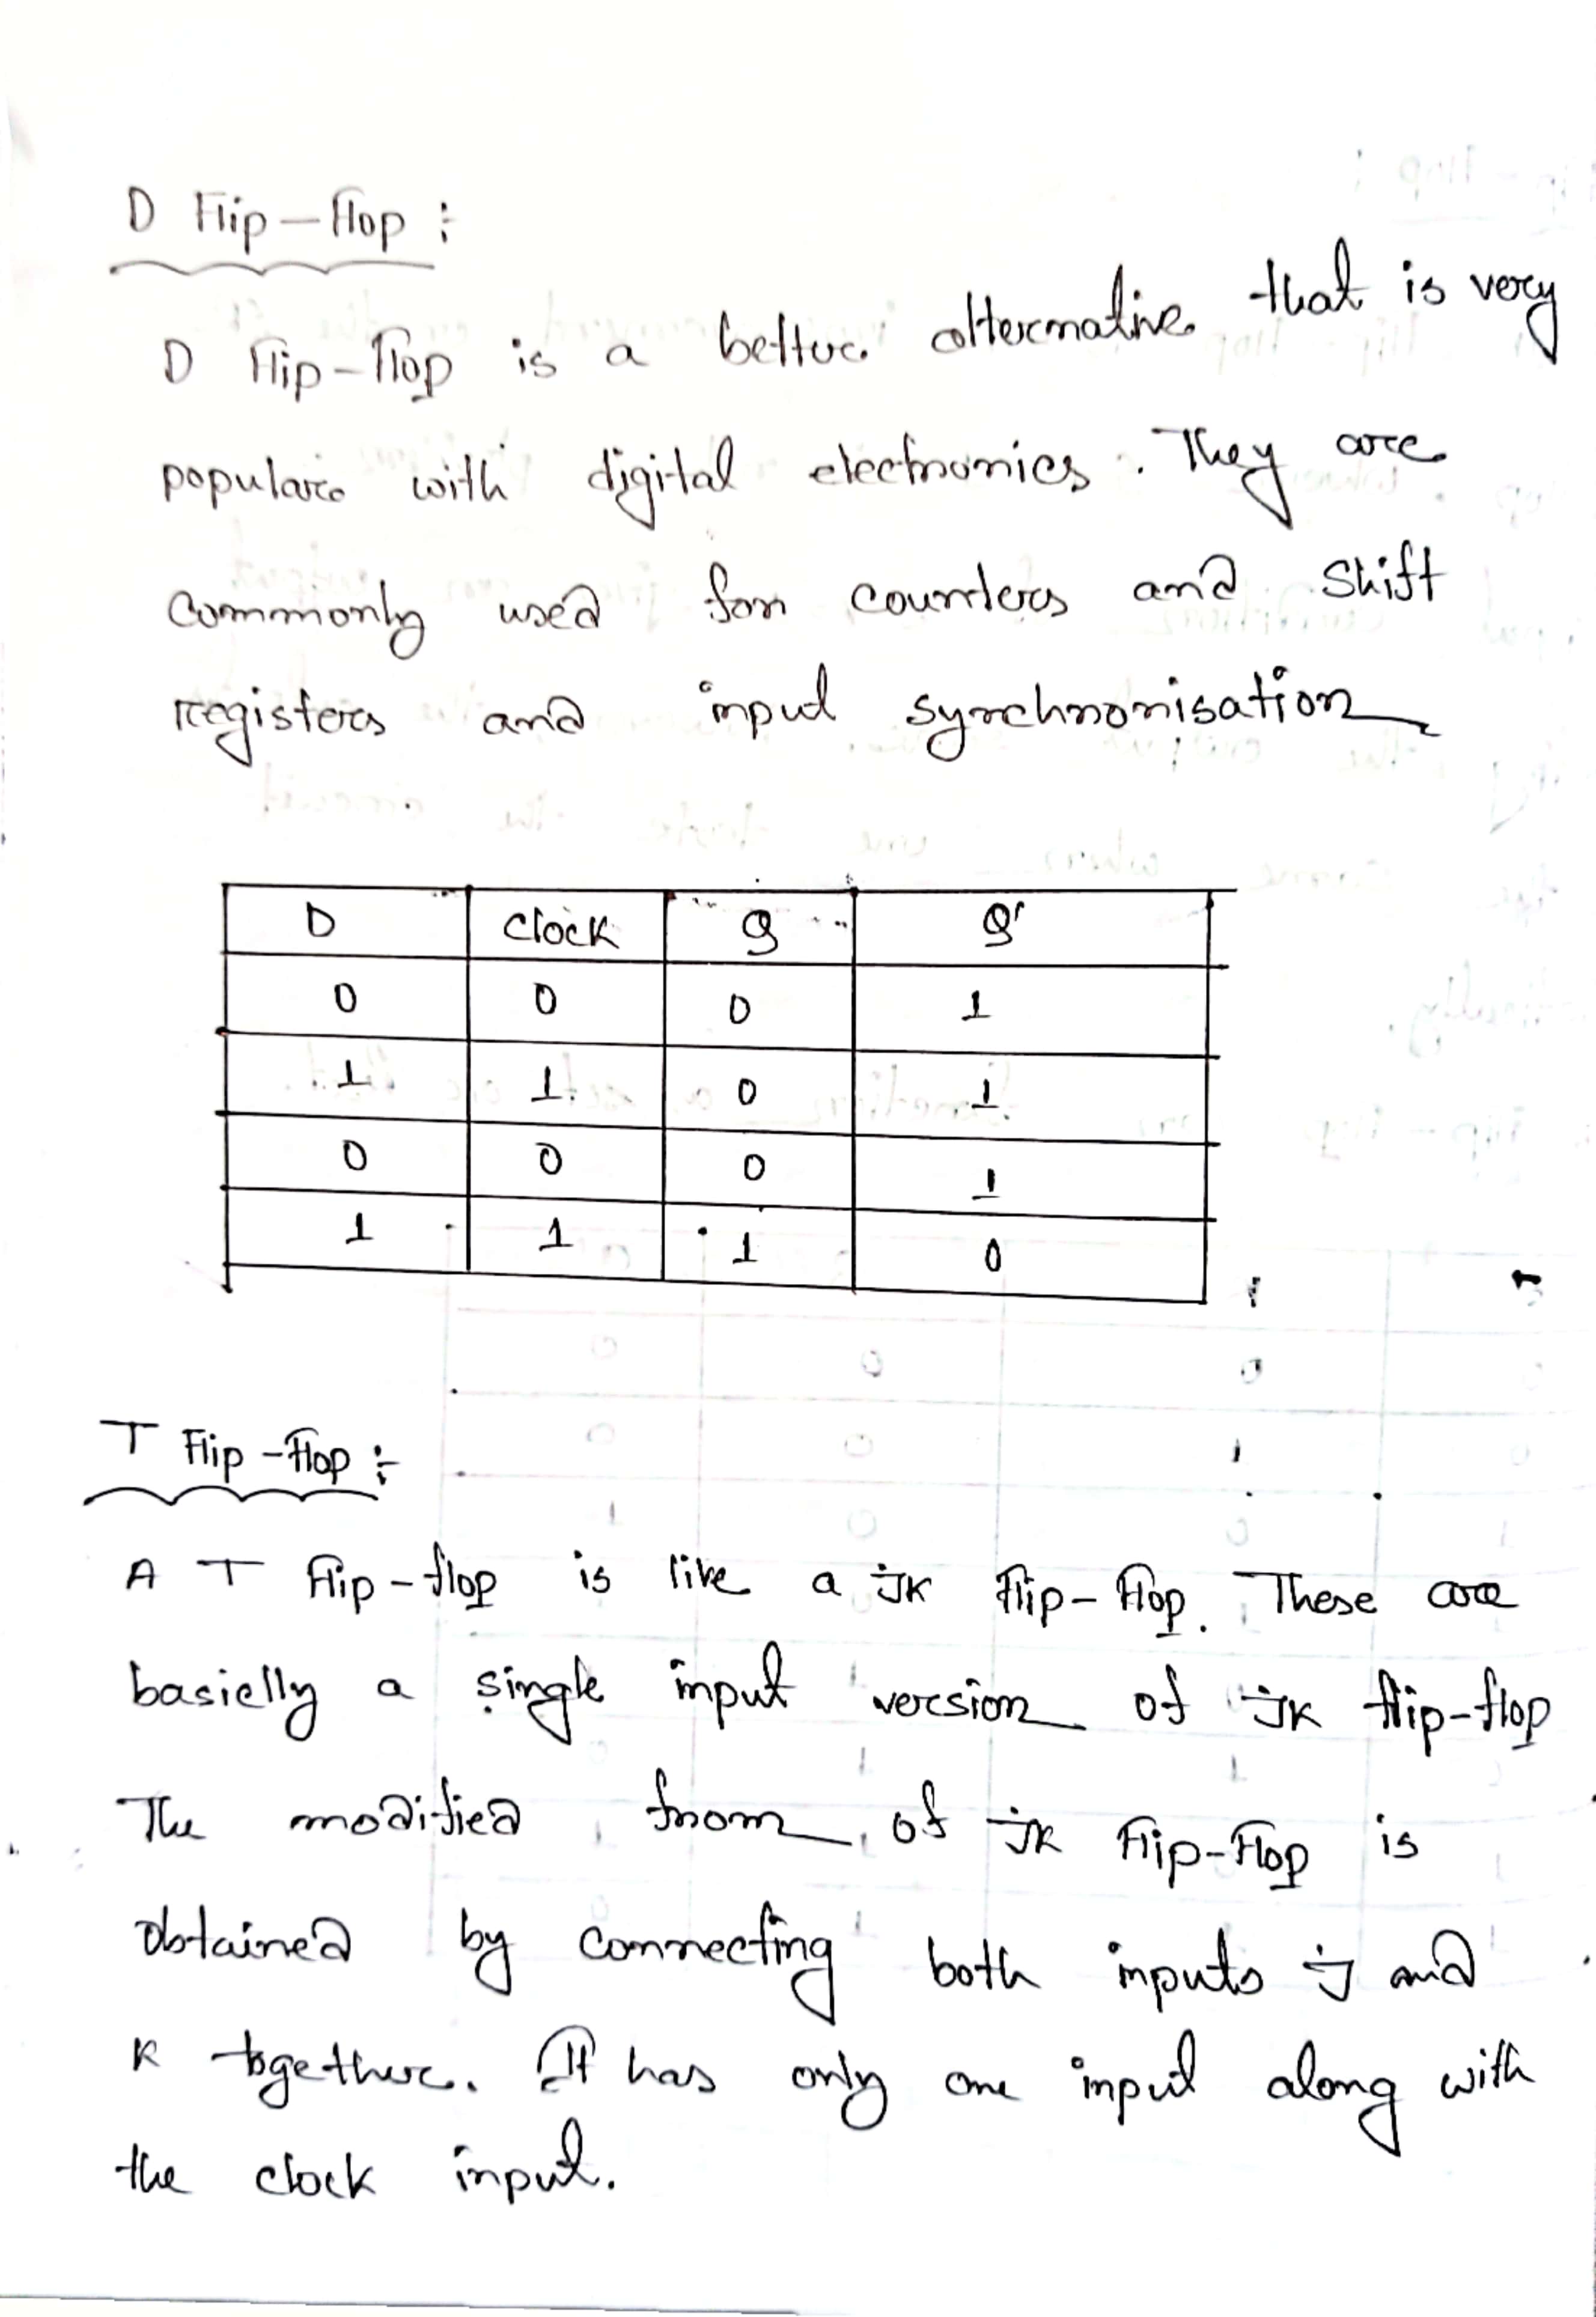 D Flip-flop :
D Flip-flop is a better alternative that is very
popular with digital electronics. They are
commonly used for counters and shift
registers and input synchronisation
D clock Q Q'
0 0 0 1
1 1 0 1
0 0 0 1
1 1 1 0
T Flip-flop :-
A T flip-flop is like a JK flip-flop. These are
basielly a single input version of JK flip-flop
The modified from of JK flip-flop is
obtained by connecting both inputs J and
K together. It has only one input along with
the clock input.